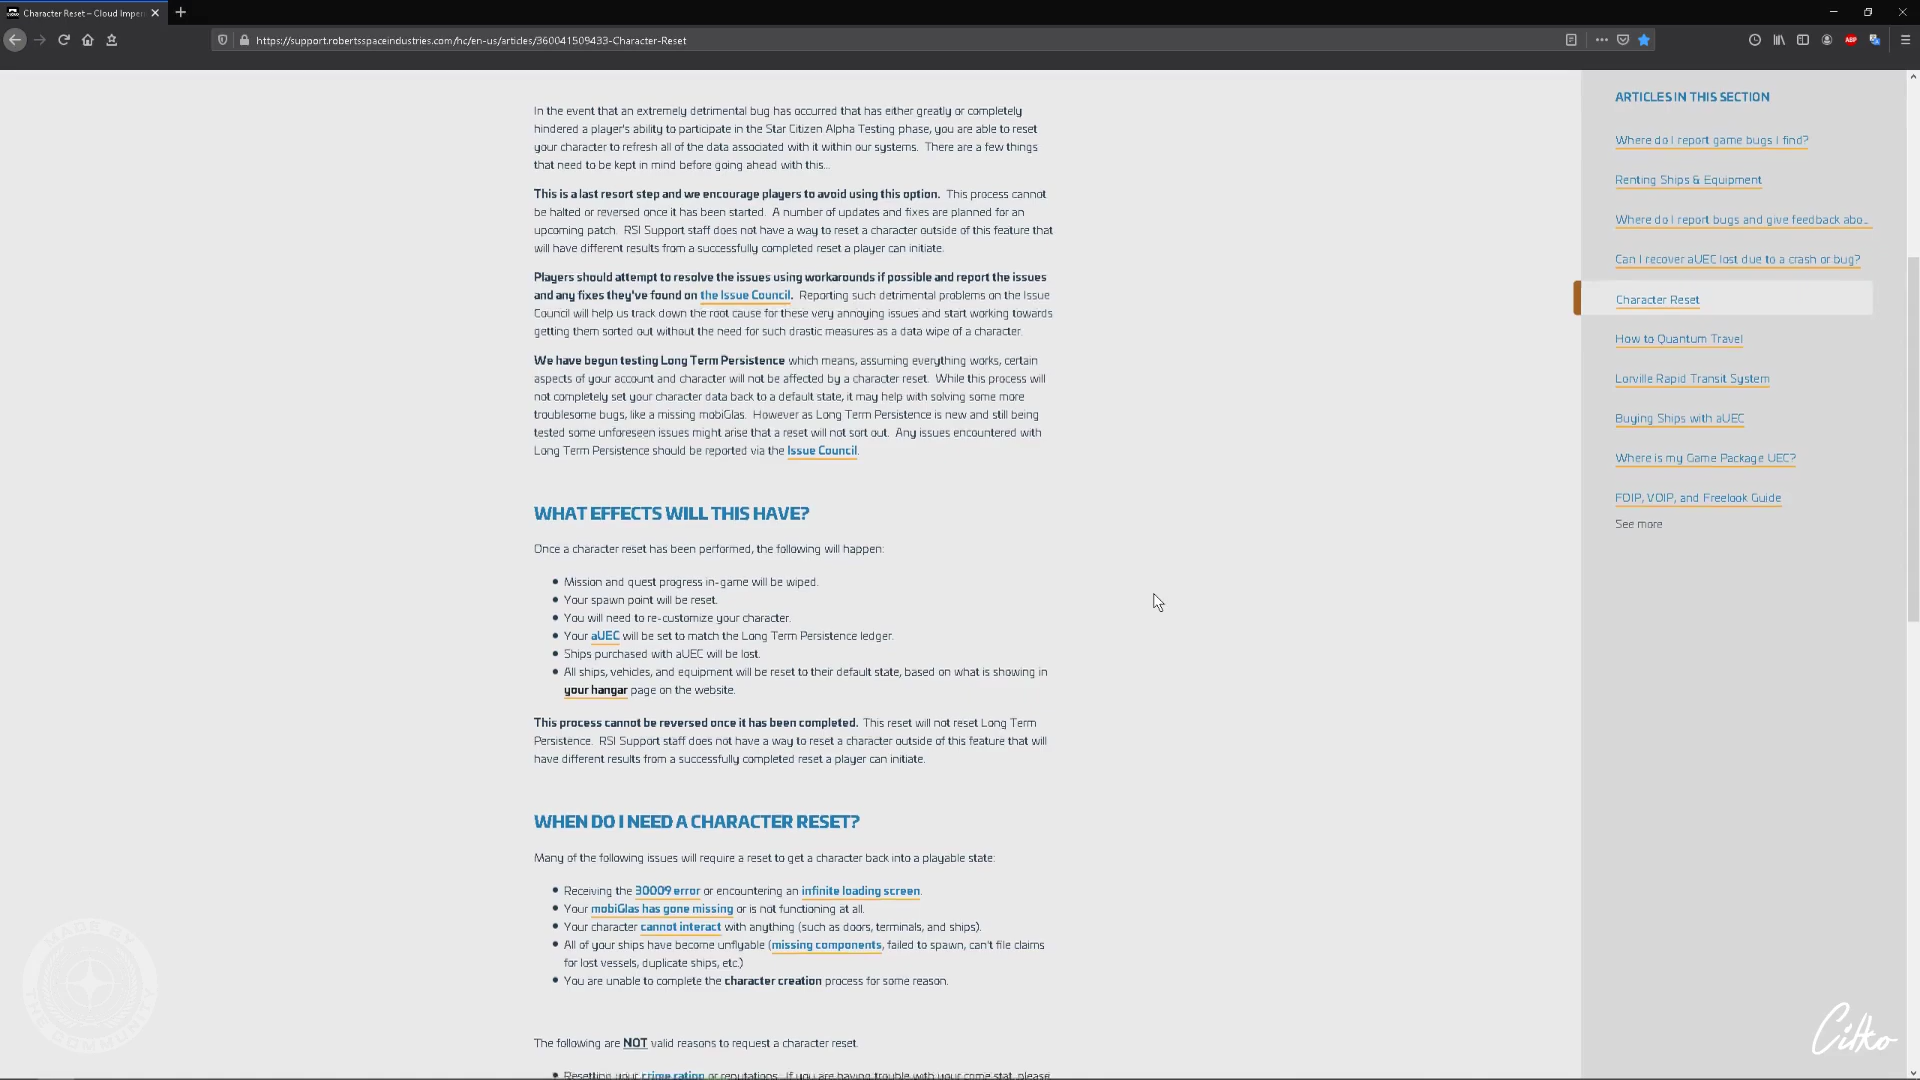 Character Reset – Cloud Imperi
https://support.robertsspaceindustries.com/hc/en-us/articles/360041509433-Character-Reset
ABP
In the event that an extremely detrimental bug has occurred that has either greatly or completely
hindered a player's ability to participate in the Star Citizen Alpha Testing phase, you are able to reset
your character to refresh all of the data associated with it within our systems.  There are a few things
that need to be kept in mind before going ahead with this...
This is a last resort step and we encourage players to avoid using this option.  This process cannot
be halted or reversed once it has been started.  A number of updates and fixes are planned for an
upcoming patch.  RSI Support staff does not have a way to reset a character outside of this feature that
will have different results from a successfully completed reset a player can initiate.
Players should attempt to resolve the issues using workarounds if possible and report the issues
and any fixes they've found on the Issue Council.  Reporting such detrimental problems on the Issue
Council will help us track down the root cause for these very annoying issues and start working towards
getting them sorted out without the need for such drastic measures as a data wipe of a character.
We have begun testing Long Term Persistence which means, assuming everything works, certain
aspects of your account and character will not be affected by a character reset.  While this process will
not completely set your character data back to a default state, it may help with solving some more
troublesome bugs, like a missing mobiGlas.  However as Long Term Persistence is new and still being
tested some unforeseen issues might arise that a reset will not sort out.  Any issues encountered with
Long Term Persistence should be reported via the Issue Council.
WHAT EFFECTS WILL THIS HAVE?
Once a character reset has been performed, the following will happen:
• Mission and quest progress in-game will be wiped.
• Your spawn point will be reset.
• You will need to re-customize your character.
• Your aUEC will be set to match the Long Term Persistence ledger.
• Ships purchased with aUEC will be lost.
• All ships, vehicles, and equipment will be reset to their default state, based on what is showing in
your hangar page on the website.
This process cannot be reversed once it has been completed.  This reset will not reset Long Term
Persistence.  RSI Support staff does not have a way to reset a character outside of this feature that will
have different results from a successfully completed reset a player can initiate.
WHEN DO I NEED A CHARACTER RESET?
Many of the following issues will require a reset to get a character back into a playable state:
• Receiving the 30009 error or encountering an infinite loading screen.
• Your mobiGlas has gone missing or is not functioning at all.
• Your character cannot interact with anything (such as doors, terminals, and ships).
• All of your ships have become unflyable (missing components, failed to spawn, can't file claims
for lost vessels, duplicate ships, etc.)
• You are unable to complete the character creation process for some reason.
The following are NOT valid reasons to request a character reset.
• Resetting your crime rating or reputations.  If you are having trouble with your crime stat, please
ARTICLES IN THIS SECTION
Where do I report game bugs I find?
Renting Ships & Equipment
Where do I report bugs and give feedback abo...
Can I recover aUEC lost due to a crash or bug?
Character Reset
How to Quantum Travel
Lorville Rapid Transit System
Buying Ships with aUEC
Where is my Game Package UEC?
FOIP, VOIP, and Freelook Guide
See more
MADE BY
THE COMMUNITY
Citko